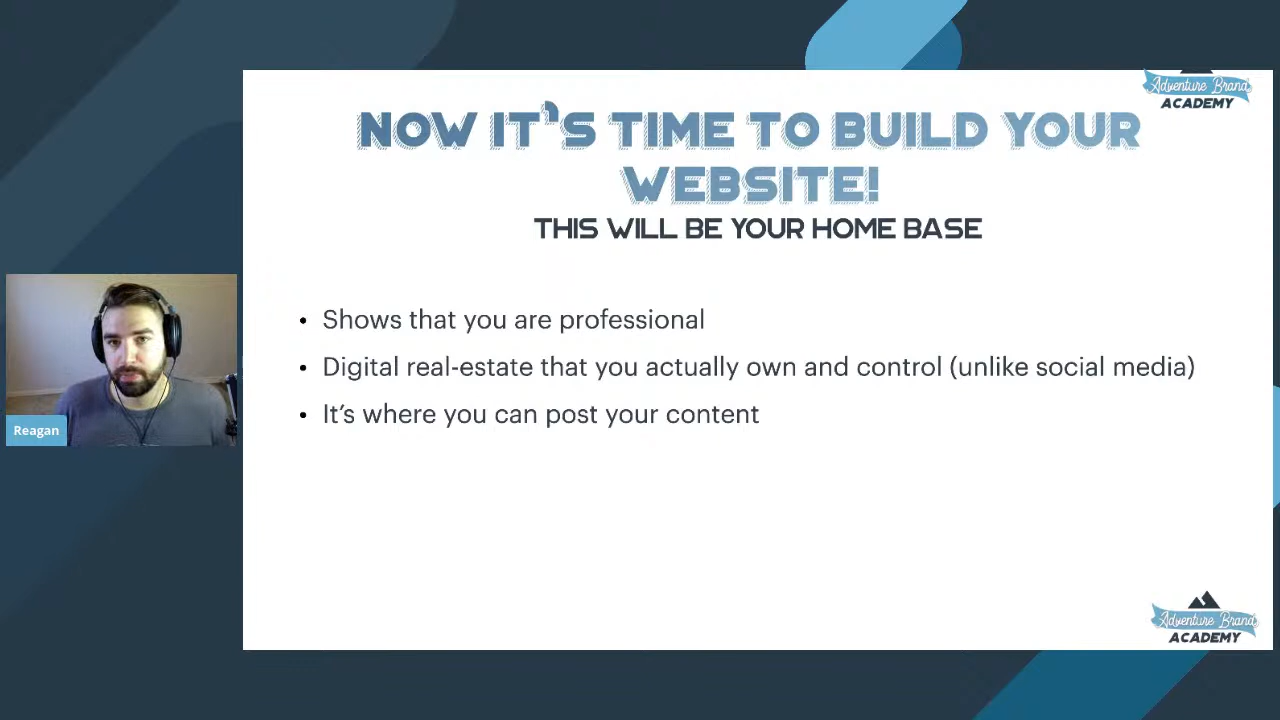 Adventure Brand
ACADEMY
NOW IT'S TIME TO BUILD YOUR
WEBSITE!
THIS WILL BE YOUR HOME BASE
• Shows that you are professional
• Digital real-estate that you actually own and control (unlike social media)
• It's where you can post your content
Reagan
Adventure Brand
ACADEMY